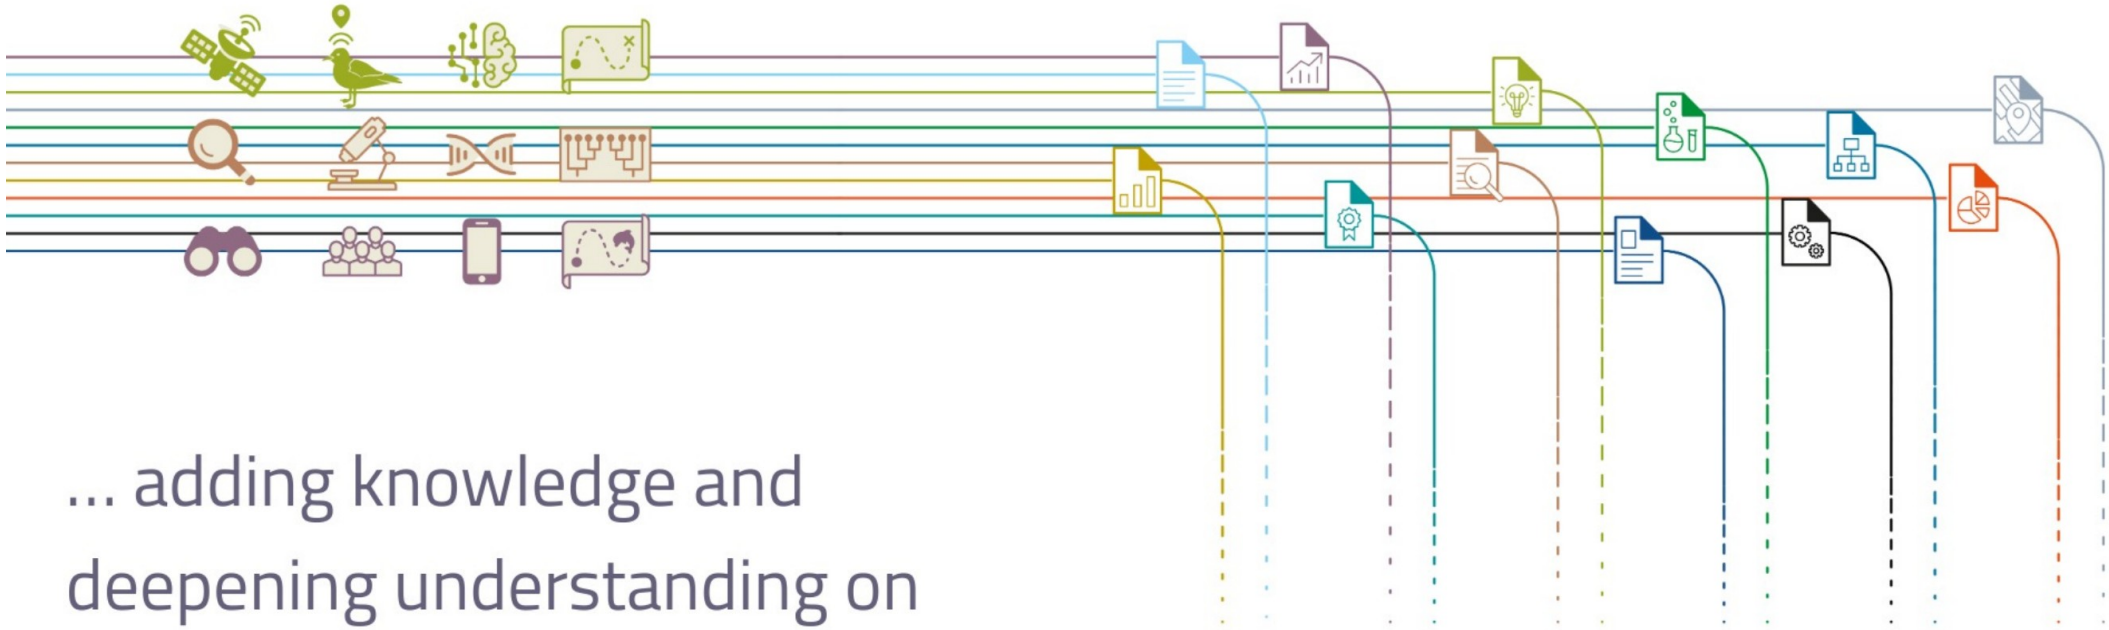 ... adding knowledge and
deepening understanding on